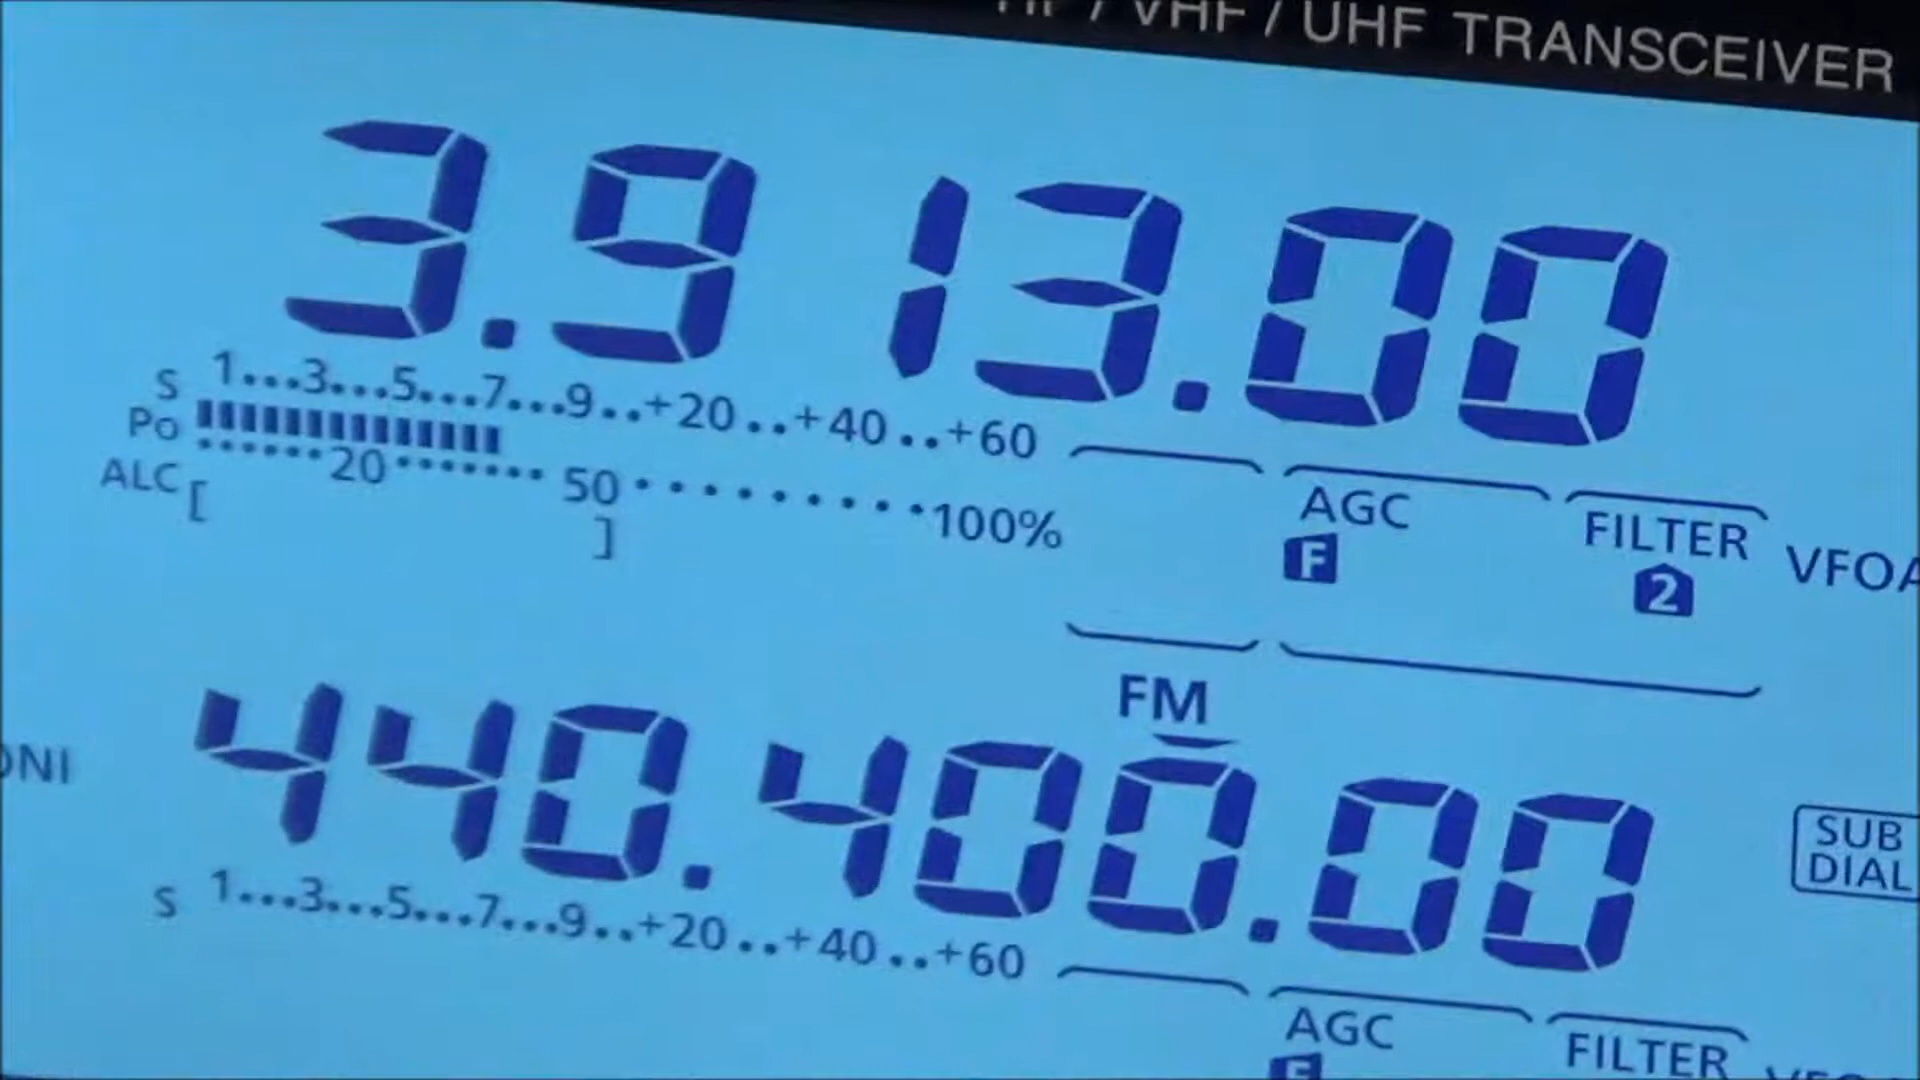 HF / VHF / UHF TRANSCEIVER
3.913.00
S 1...3...5...7...9..+20..+40..+60
Po 20 50 100%
ALC [ ]
AGC FILTER
F 2 VFOA
FM
440.400.00
SUB
DIAL
S 1...3...5...7...9..+20..+40..+60
AGC FILTER
F